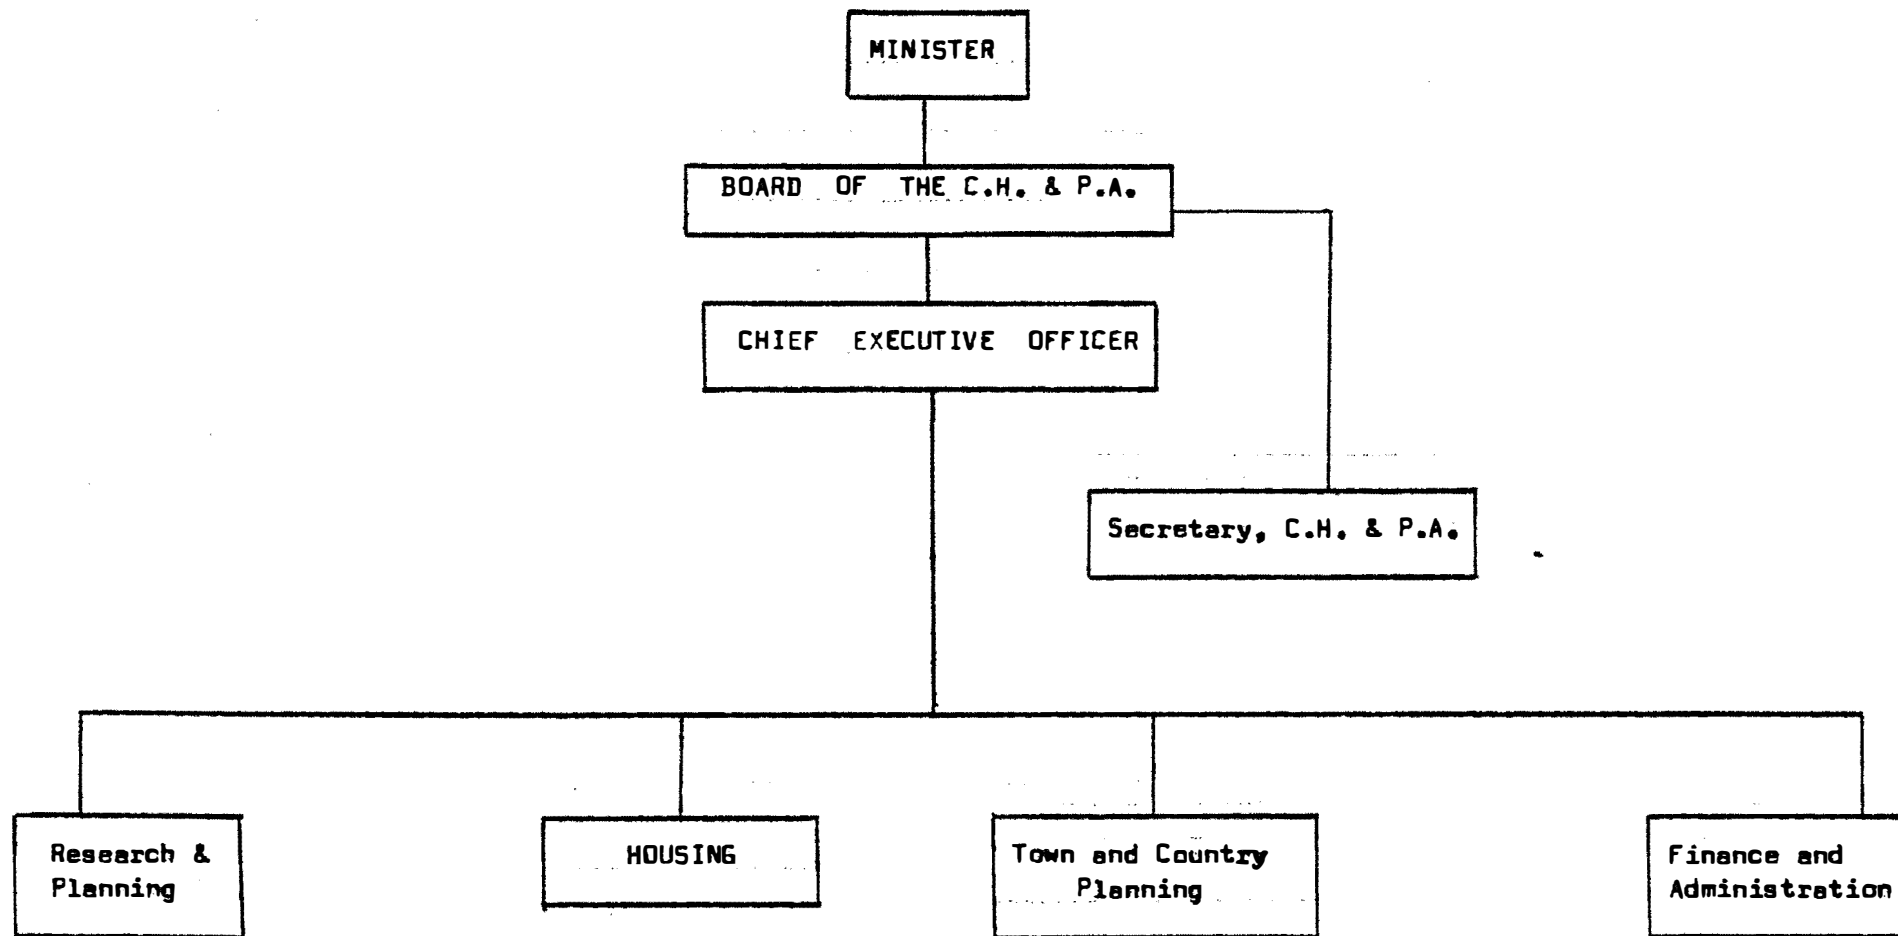 MINISTER
BOARD OF THE C.H. & P.A.
CHIEF EXECUTIVE OFFICER
Secretary, C.H. & P.A.
Research &
Planning
HOUSING
Town and Country
Planning
Finance and
Administration